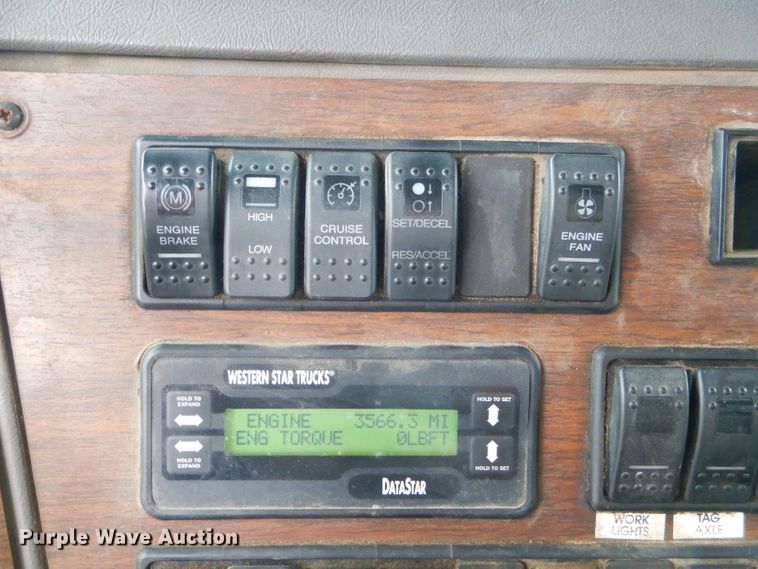 M
ENGINE
BRAKE
HIGH
LOW
CRUISE
CONTROL
SET/DECEL
RES/ACCEL
ENGINE
FAN
WESTERN STAR TRUCKS®
HOLD TO
EXPAND
HOLD TO SET
ENGINE 3566.3 MI
ENG TORQUE 0LBFT
HOLD TO
EXPAND
HOLD TO SET
DATASTAR
WORK
LIGHTS
TAG
AXLE
Purple Wave Auction